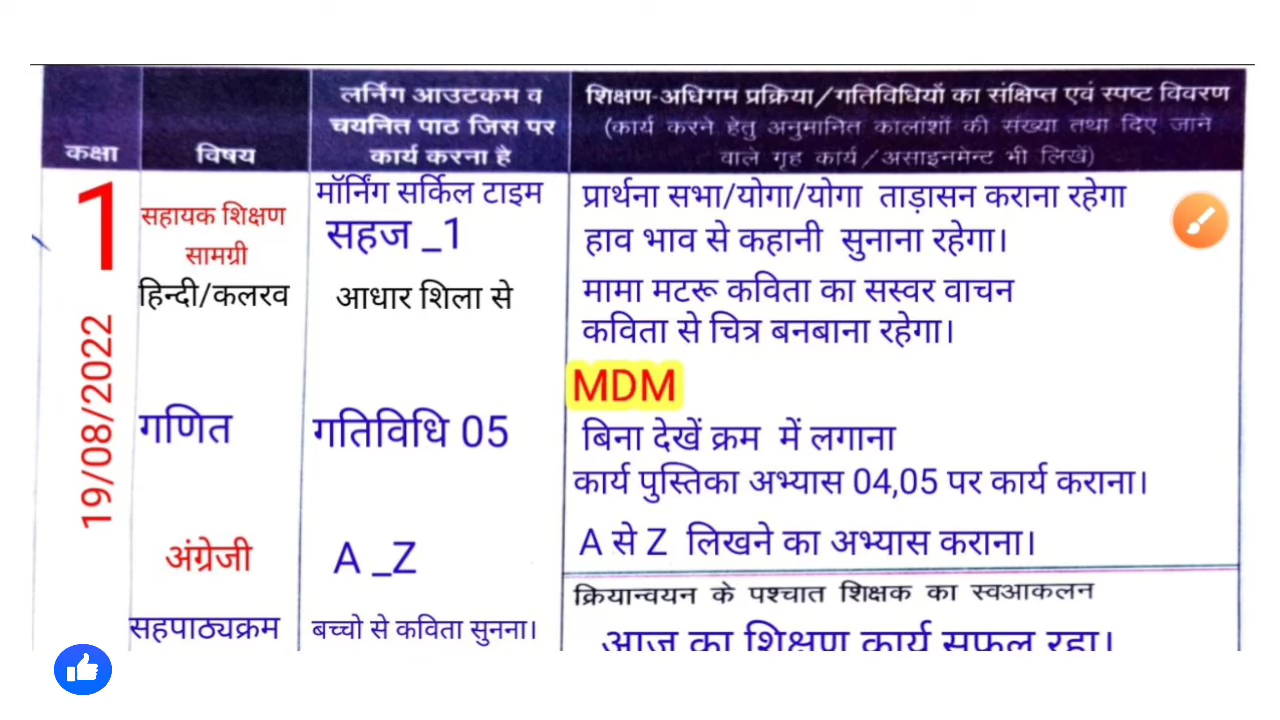 कक्षा
विषय
लर्निंग आउटकम व
चयनित पाठ जिस पर
कार्य करना है
शिक्षण-अधिगम प्रक्रिया/गतिविधियाँ का संक्षिप्त एवं स्पष्ट विवरण
(कार्य करने हेतु अनुमानित कालांशों की संख्या तथा दिए जाने
वाले गृह कार्य/असाइनमेन्ट भी लिखें)
1
19/08/2022
सहायक शिक्षण
सामग्री
मॉर्निंग सर्किल टाइम
सहज _1
प्रार्थना सभा/योगा/योगा ताड़ासन कराना रहेगा
हाव भाव से कहानी सुनाना रहेगा।
हिन्दी/कलरव
आधार शिला से
मामा मटरू कविता का सस्वर वाचन
कविता से चित्र बनबाना रहेगा।
MDM
गणित
गतिविधि 05
बिना देखें क्रम में लगाना
कार्य पुस्तिका अभ्यास 04,05 पर कार्य कराना।
अंग्रेजी
A _Z
A से Z लिखने का अभ्यास कराना।
सहपाठ्यक्रम
बच्चो से कविता सुनना।
क्रियान्वयन के पश्चात शिक्षक का स्वआकलन
आज का शिक्षण कार्य सफल रहा।